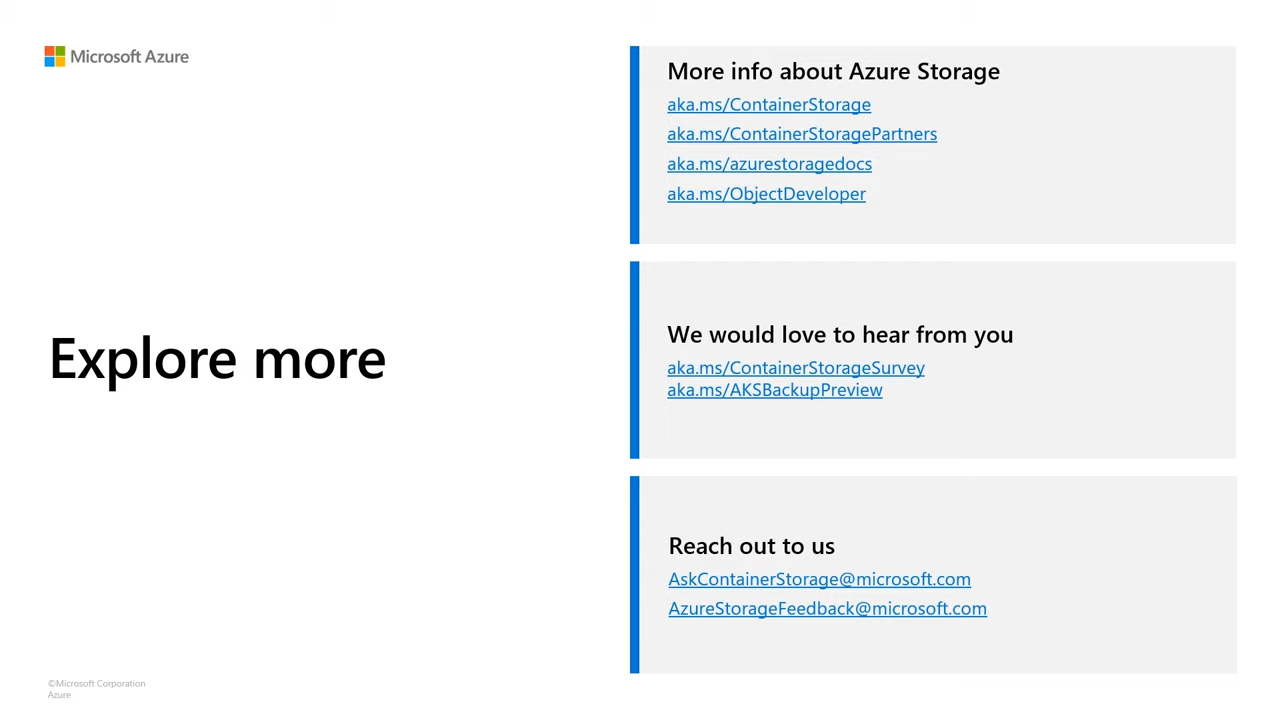 Microsoft Azure
Explore more
More info about Azure Storage
aka.ms/ContainerStorage
aka.ms/ContainerStoragePartners
aka.ms/azurestoragedocs
aka.ms/ObjectDeveloper
We would love to hear from you
aka.ms/ContainerStorageSurvey
aka.ms/AKSBackupPreview
Reach out to us
AskContainerStorage@microsoft.com
AzureStorageFeedback@microsoft.com
©Microsoft Corporation
Azure